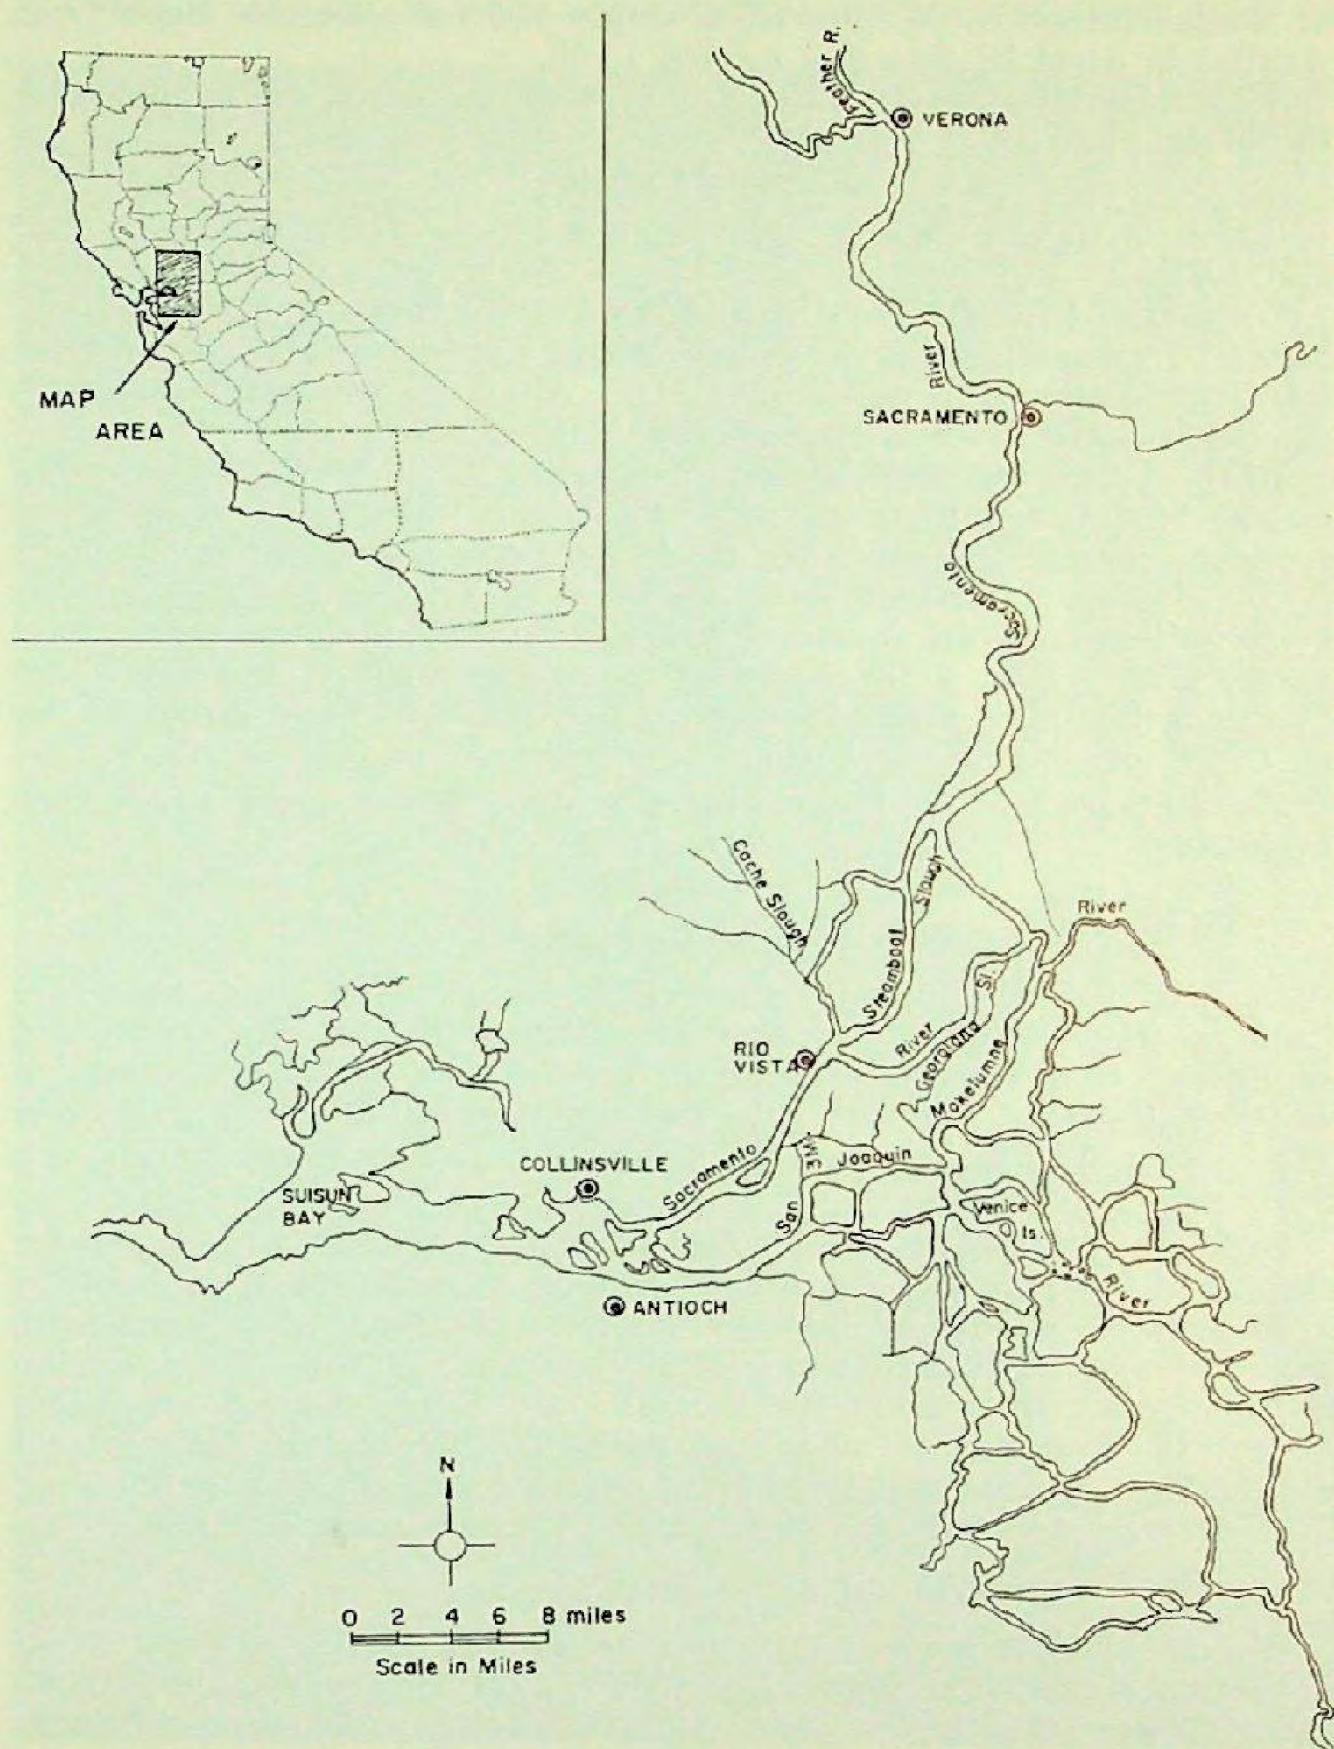 MAP
AREA
Feather R.
VERONA
River
SACRAMENTO
Sacramento
Cache Slough
Slough
Steamboat
River
Sl.
Georgiana
River
Mokelumne
RIO
VISTA
COLLINSVILLE
Sacramento
Joaquin
San
SUISUN
BAY
Venice
Is.
River
ANTIOCH
N
0 2 4 6 8 miles
Scale in Miles